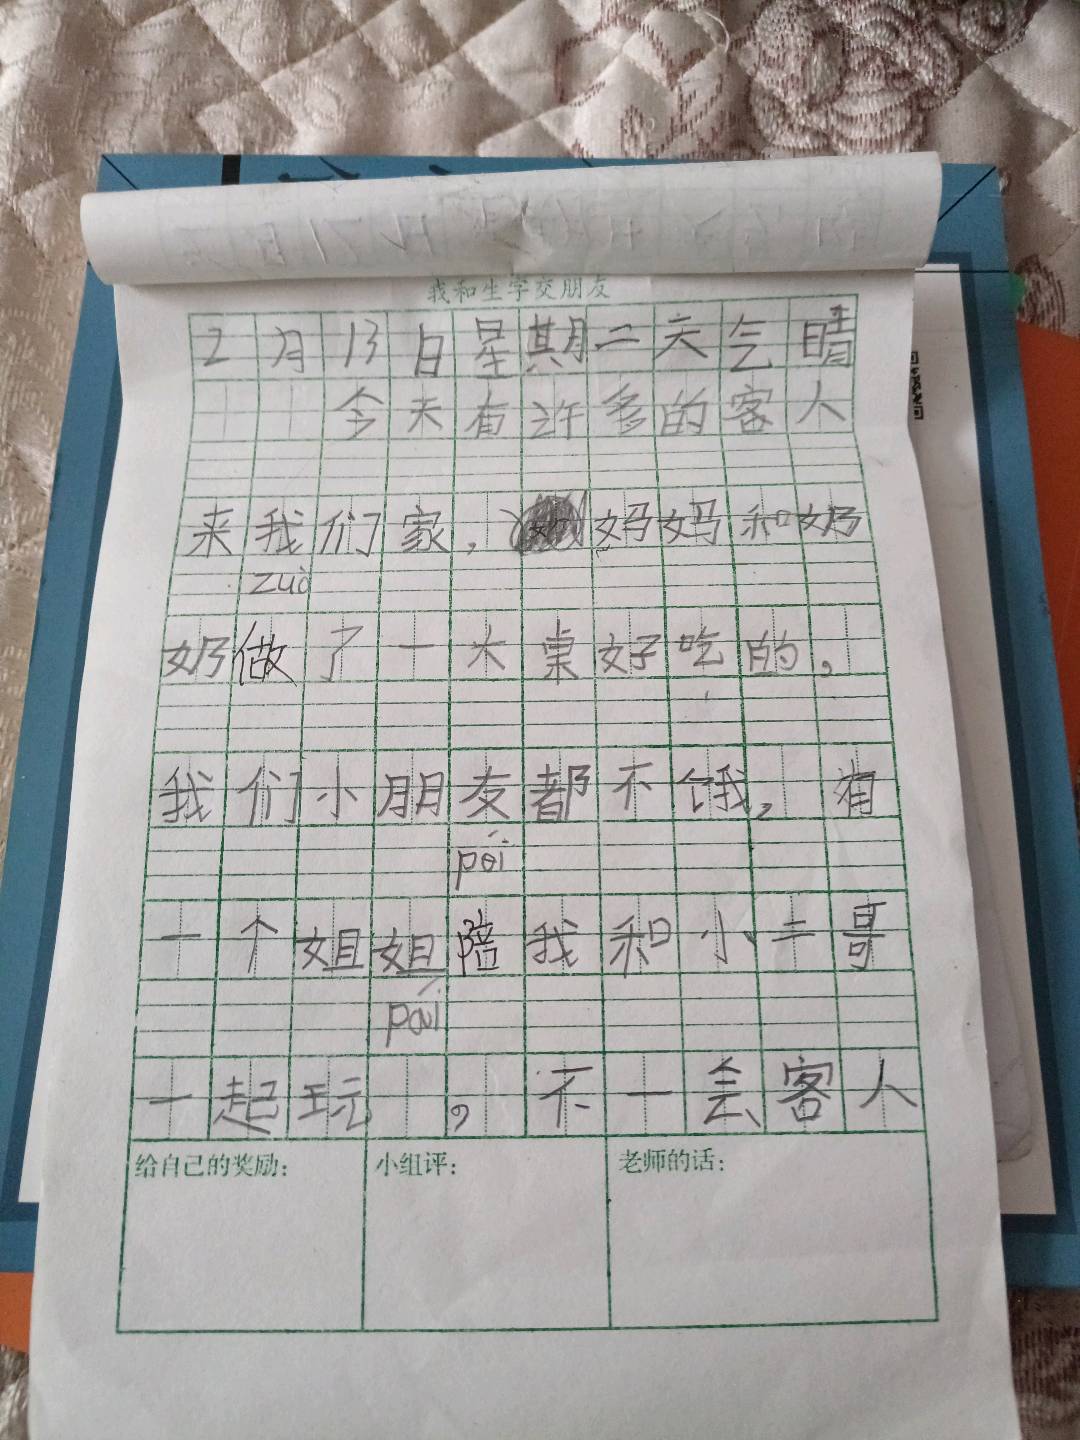 我和生字交朋友
2月13日星期二天气晴
今天有许多的客人
来我们家，妈妈和奶
zuò
奶做了一大桌好吃的，
我们小朋友都不饿，有
péi
一个姐姐陪我和小二哥
pái
一起玩，不一会客人
给自己的奖励：
小组评：
老师的话：